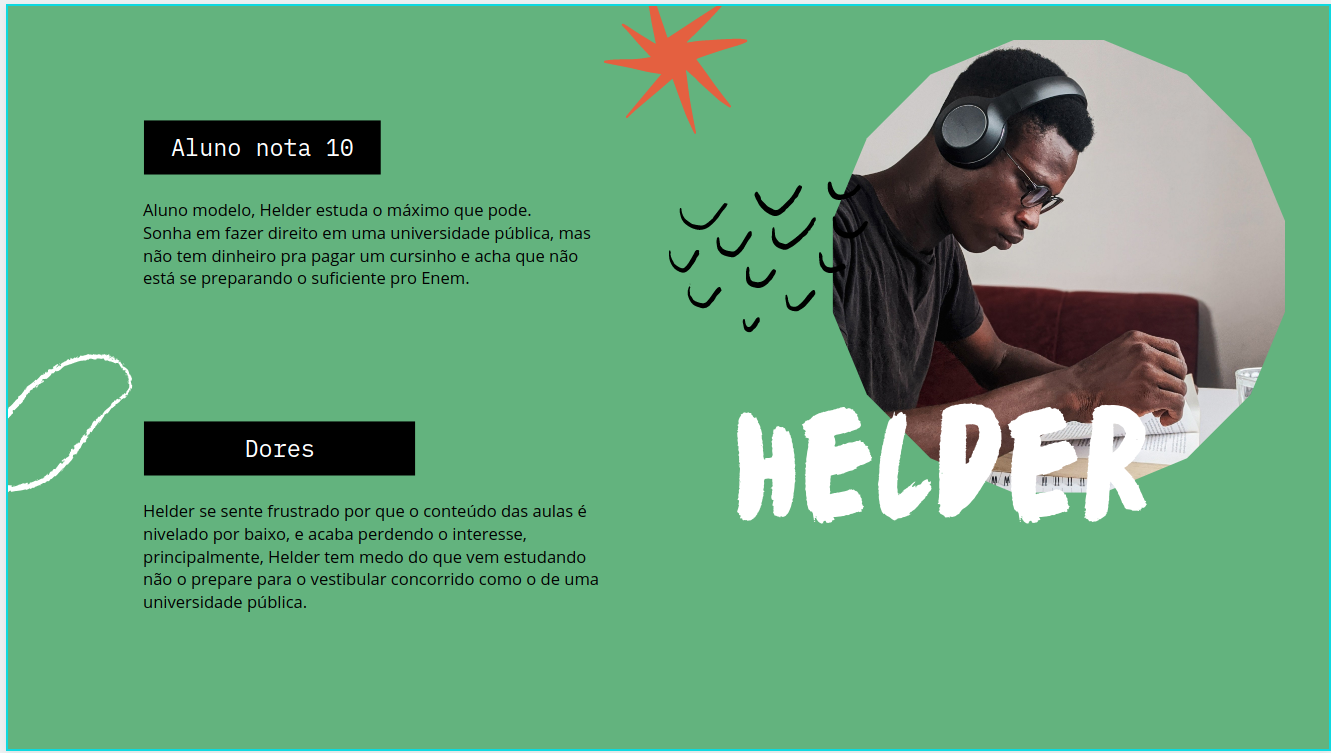 Aluno nota 10
Aluno modelo, Helder estuda o máximo que pode.
Sonha em fazer direito em uma universidade pública, mas
não tem dinheiro pra pagar um cursinho e acha que não
está se preparando o suficiente pro Enem.
Dores
Helder se sente frustrado por que o conteúdo das aulas é
nivelado por baixo, e acaba perdendo o interesse,
principalmente, Helder tem medo do que vem estudando
não o prepare para o vestibular concorrido como o de uma
universidade pública.
HELDER